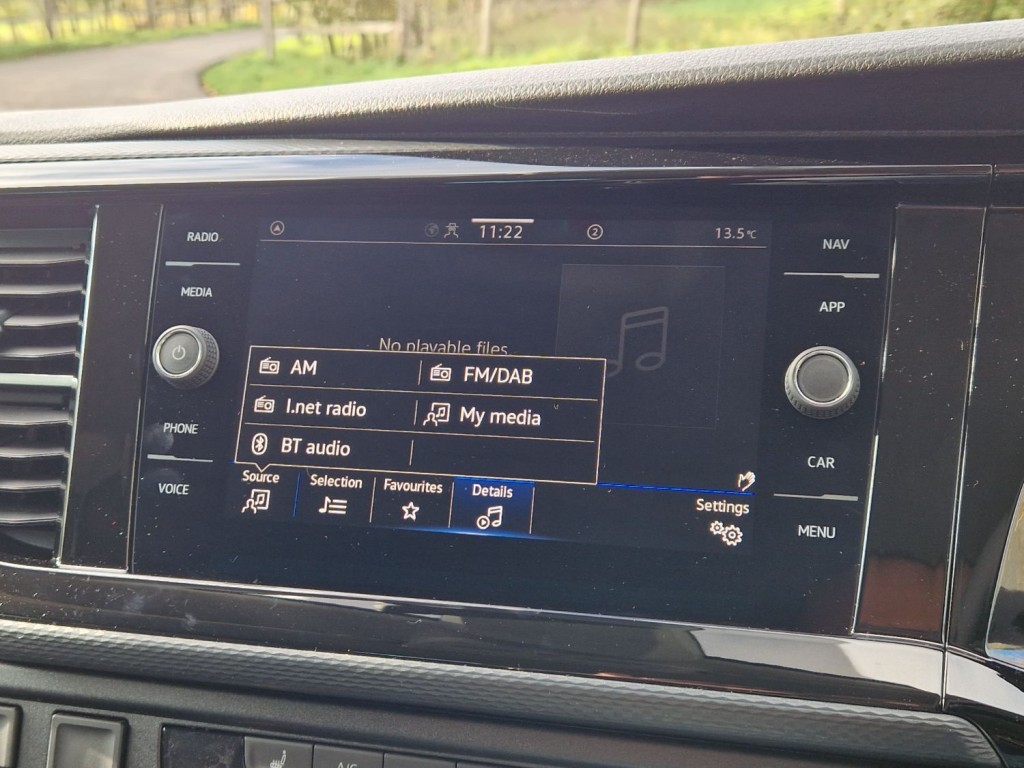 RADIO
MEDIA
PHONE
VOICE
11:22
2
13.5°C
No playable files.
AM
FM/DAB
I.net radio
My media
BT audio
Source
Selection
Favourites
Details
Settings
NAV
APP
CAR
MENU
A/C